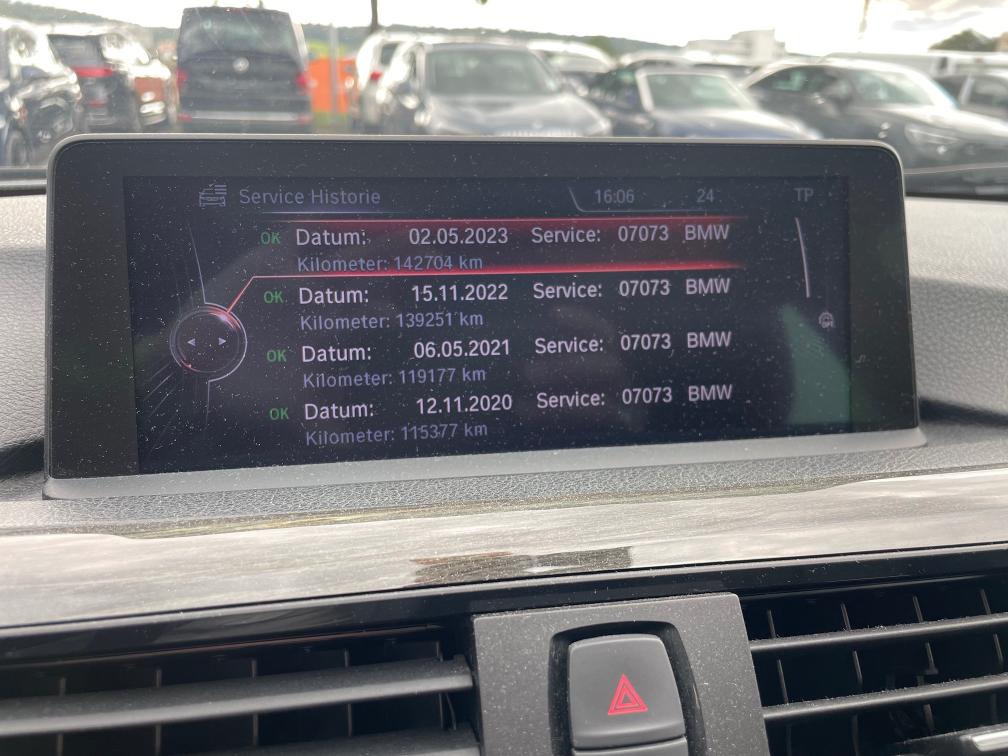 Service Historie 16:06 24 TP
OK Datum: 02.05.2023 Service: 07073 BMW
Kilometer: 142704 km
OK Datum: 15.11.2022 Service: 07073 BMW
Kilometer: 139251 km
OK Datum: 06.05.2021 Service: 07073 BMW
Kilometer: 119177 km
OK Datum: 12.11.2020 Service: 07073 BMW
Kilometer: 115377 km